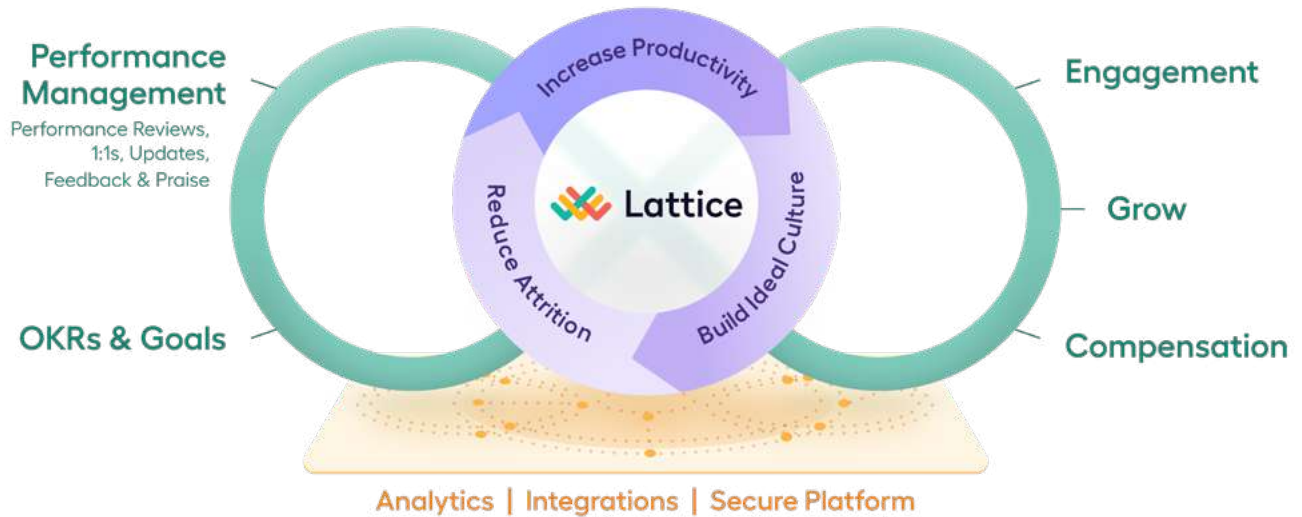 Performance
Management
Performance Reviews,
1:1s, Updates,
Feedback & Praise
OKRs & Goals
Increase Productivity
Reduce Attrition
Lattice
Build Ideal Culture
Engagement
Grow
Compensation
Analytics | Integrations | Secure Platform